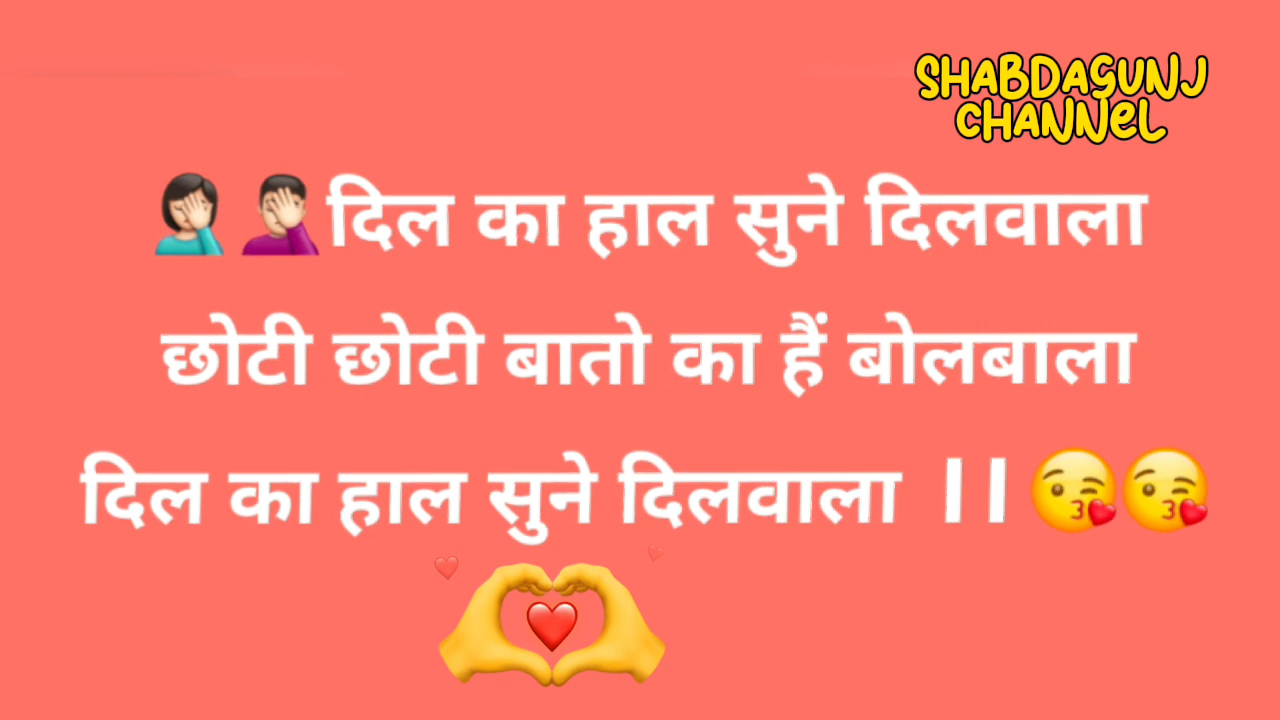 SHABDAGUNJ
CHANNEL
🤦🏻‍♀️🤦🏻‍♂️दिल का हाल सुने दिलवाला
छोटी छोटी बातो का हैं बोलबाला
दिल का हाल सुने दिलवाला ।।😘😘